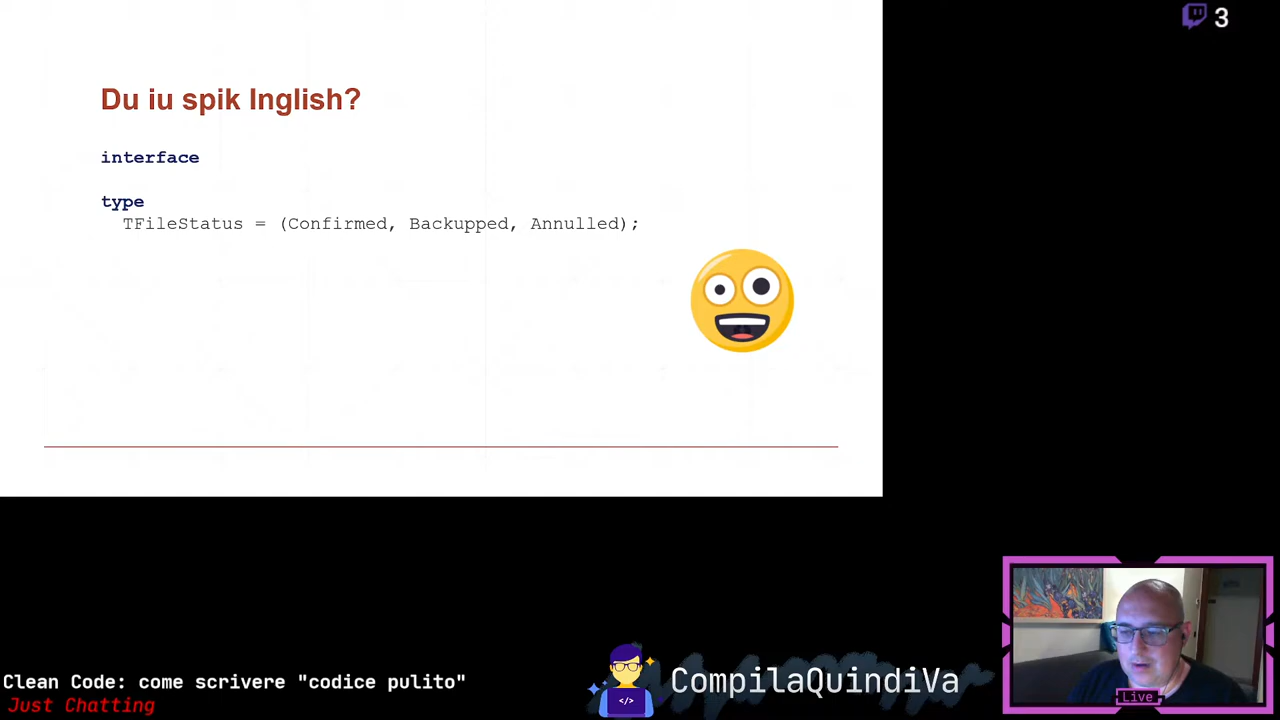 3
Du iu spik Inglish?
interface
type
TFileStatus = (Confirmed, Backupped, Annulled);
Live
Clean Code: come scrivere "codice pulito"
Just Chatting
</>
CompilaQuindiVa